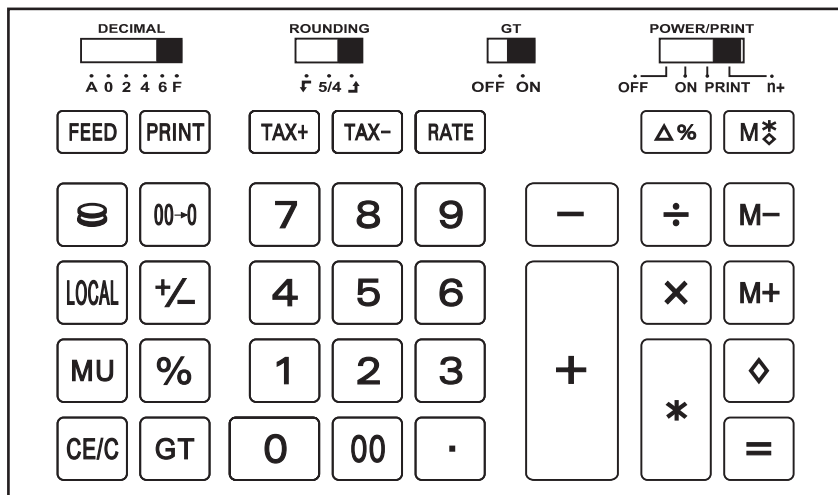 DECIMAL ROUNDING GT POWER/PRINT
A 0 2 4 6 F 5/4 OFF ON OFF ON PRINT n+
FEED PRINT TAX+ TAX- RATE △% M*◇
00→0 7 8 9 − ÷ M−
LOCAL +/− 4 5 6 × M+
MU % 1 2 3 + ◇
CE/C GT 0 00 . * =